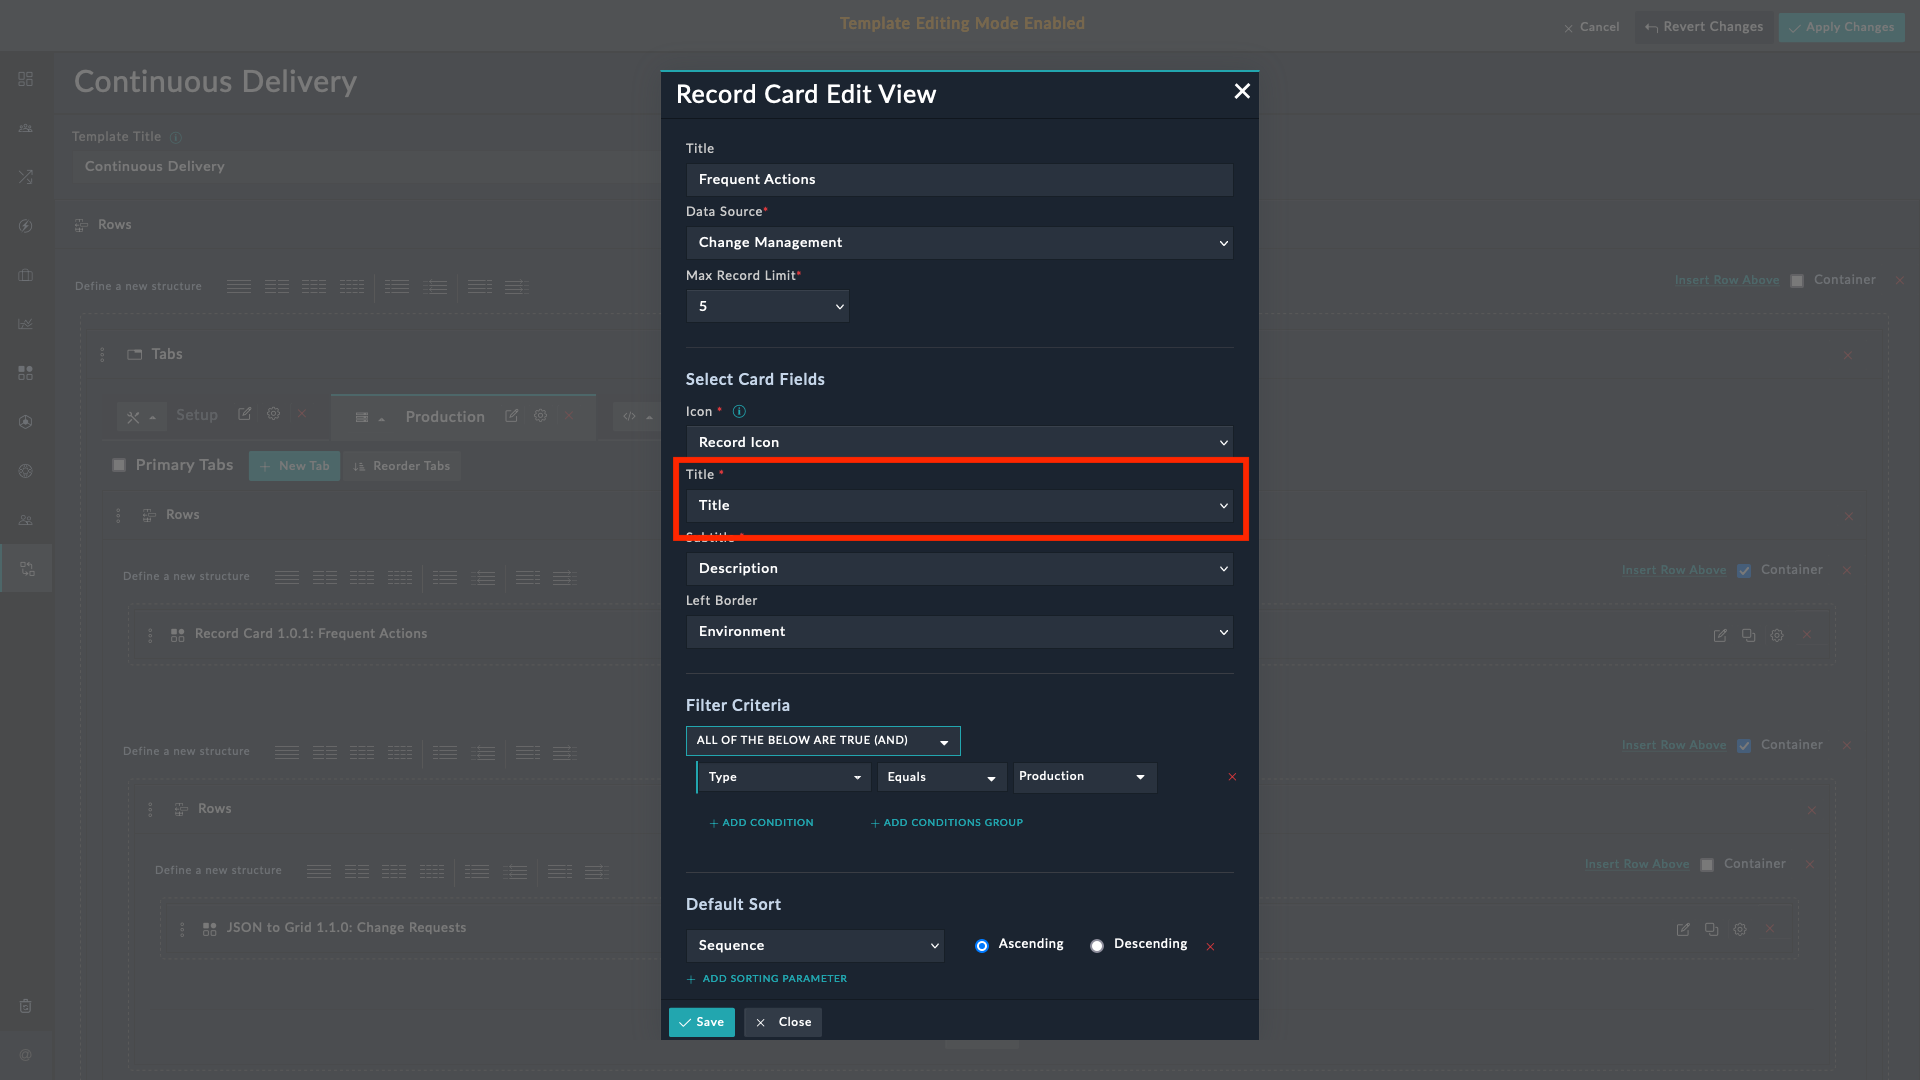 Template Editing Mode Enabled
Cancel
Revert Changes
Apply Changes
Continuous Delivery
Template Title
Continuous Delivery
Rows
Define a new structure
Insert Row Above
Container
Tabs
Setup
Production
Primary Tabs
New Tab
Reorder Tabs
Rows
Define a new structure
Insert Row Above
Container
Record Card 1.0.1: Frequent Actions
Define a new structure
Insert Row Above
Container
Rows
Define a new structure
Insert Row Above
Container
JSON to Grid 1.1.0: Change Requests
Record Card Edit View
Title
Frequent Actions
Data Source*
Change Management
Max Record Limit*
5
Select Card Fields
Icon *
Record Icon
Title *
Title
Subtitle *
Description
Left Border
Environment
Filter Criteria
ALL OF THE BELOW ARE TRUE (AND)
Type
Equals
Production
+ ADD CONDITION
+ ADD CONDITIONS GROUP
Default Sort
Sequence
Ascending
Descending
+ ADD SORTING PARAMETER
Save
Close